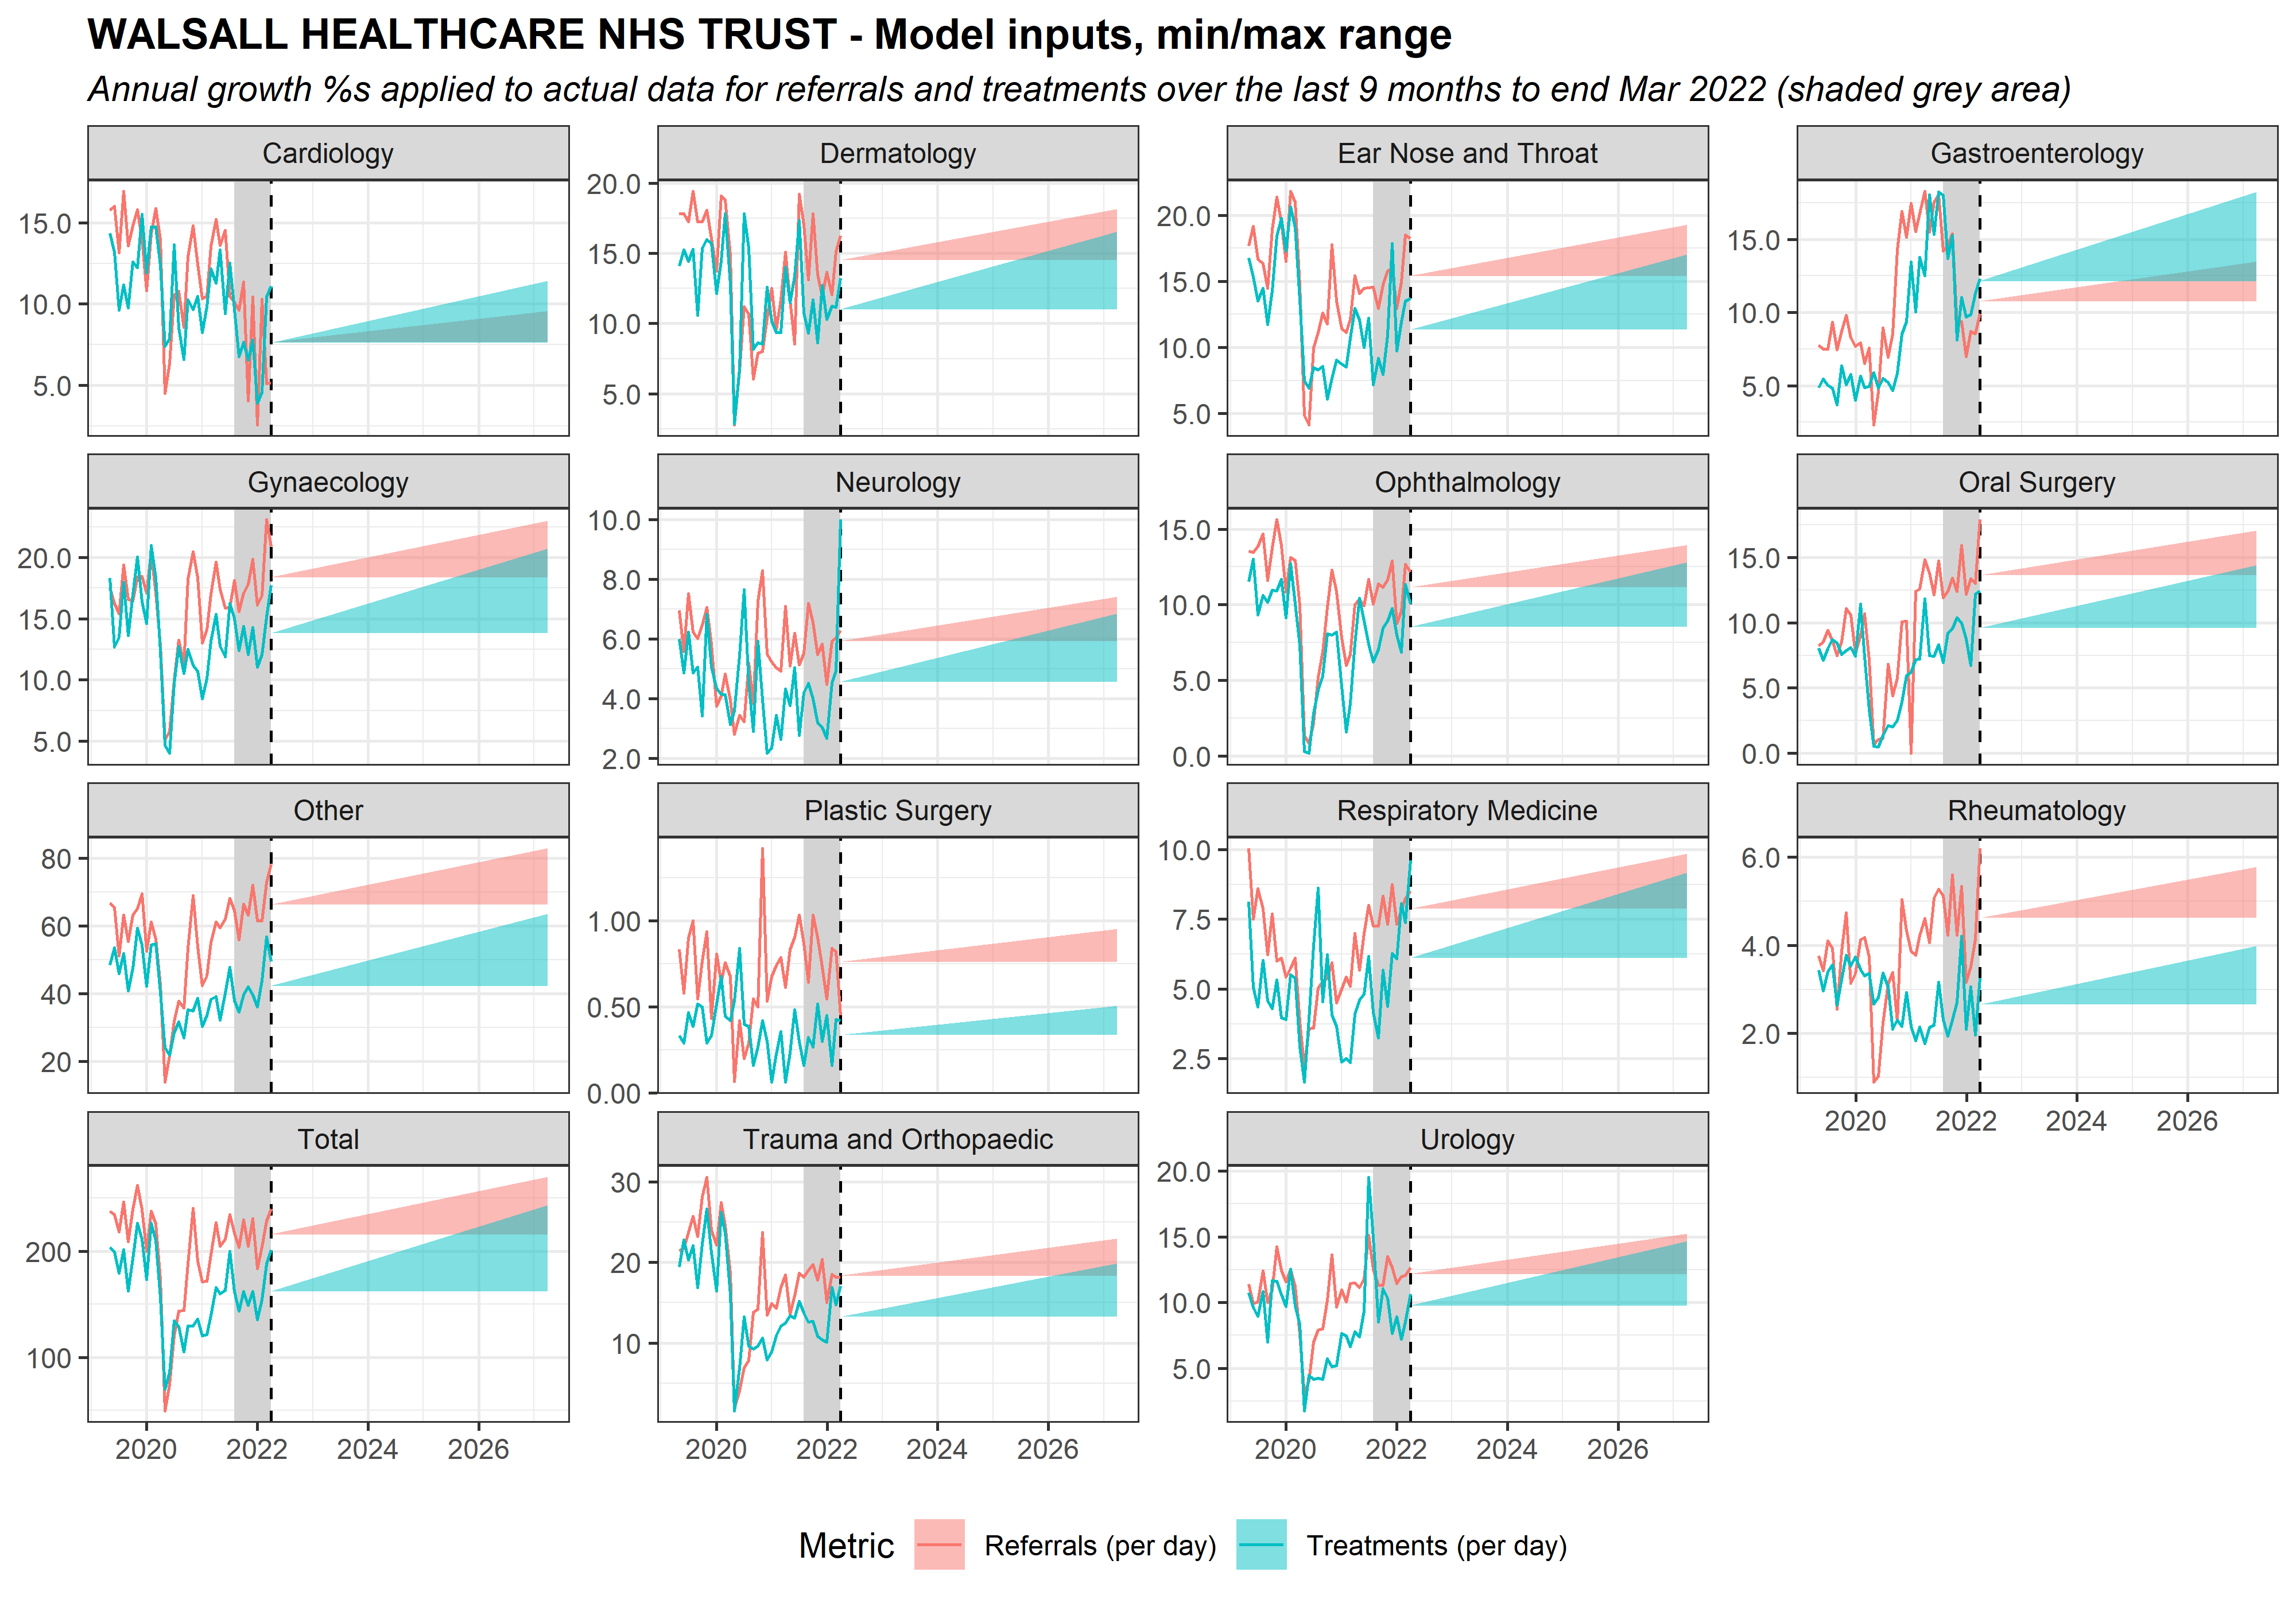 WALSALL HEALTHCARE NHS TRUST - Model inputs, min/max range
Annual growth %s applied to actual data for referrals and treatments over the last 9 months to end Mar 2022 (shaded grey area)
Cardiology
15.0
10.0
5.0
Dermatology
20.0
15.0
10.0
5.0
Ear Nose and Throat
20.0
15.0
10.0
5.0
Gastroenterology
15.0
10.0
5.0
Gynaecology
20.0
15.0
10.0
5.0
Neurology
10.0
8.0
6.0
4.0
2.0
Ophthalmology
15.0
10.0
5.0
0.0
Oral Surgery
15.0
10.0
5.0
0.0
Other
80
60
40
20
Plastic Surgery
1.00
0.50
0.00
Respiratory Medicine
10.0
7.5
5.0
2.5
Rheumatology
6.0
4.0
2.0
2020 2022 2024 2026
Total
200
100
2020 2022 2024 2026
Trauma and Orthopaedic
30
20
10
2020 2022 2024 2026
Urology
20.0
15.0
10.0
5.0
2020 2022 2024 2026
Metric Referrals (per day) Treatments (per day)